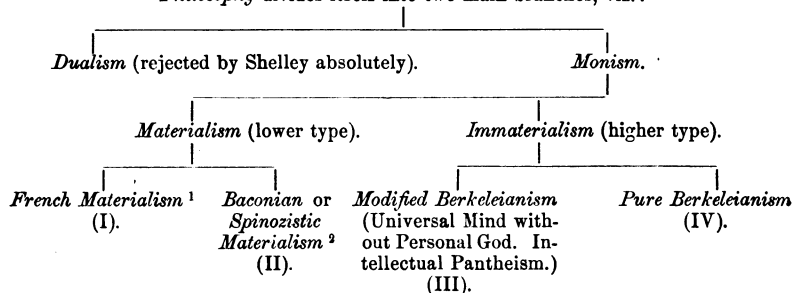 divides itself into two main branches, viz.:
Dualism (rejected by Shelley absolutely). Monism.
Materialism (lower type). Immaterialism (higher type).
French Materialism ¹ Baconian or Modified Berkeleianism Pure Berkeleianism
(I). Spinozistic (Universal Mind with- (IV).
Materialism ² out Personal God. In-
(II). tellectual Pantheism.)
(III).